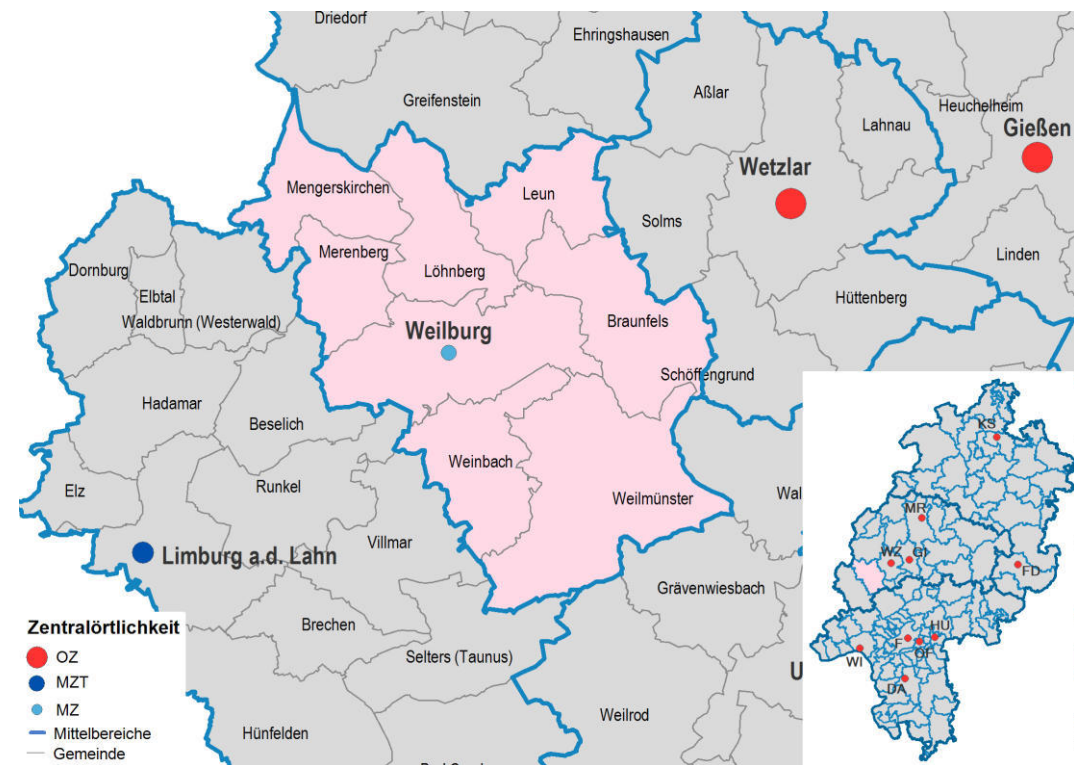 Driedorf
Ehringshausen
Greifenstein
Aßlar
Heuchelheim
Lahnau
Gießen
Wetzlar
Mengerskirchen
Leun
Solms
Merenberg
Löhnberg
Linden
Dornburg
Elbtal
Waldbrunn (Westerwald)
Hüttenberg
Braunfels
Weilburg
Schöffengrund
Hadamar
Beselich
Weinbach
Elz
Runkel
Weilmünster
Wal
Villmar
Limburg a.d. Lahn
Grävenwiesbach
Brechen
Selters (Taunus)
U
Weilrod
Hünfelden
Zentralörtlichkeit
OZ
MZT
MZ
Mittelbereiche
Gemeinde
KS
MR
WZ
GI
FD
HU
F
OF
WI
DA